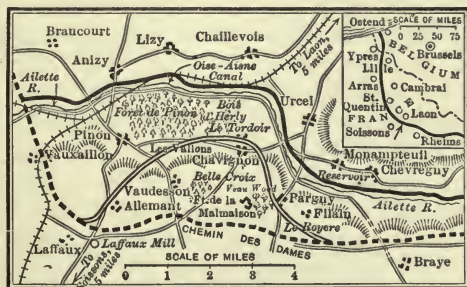 Braucourt
Lizy
Chaillevois
Anizy
Oise-Aisne
Canal
To Laon,
5 miles
Ailette
R.
Forêt de Pinon
Bois
d'Herly
Le Tordoir
Urcel
Pinon
Vauxaillon
Les Vallons
Chavignon
Monampteuil
Reservoir
Chevregny
Belle Croix
Veau Wood
Vaudesson
Allemant
Ft. de la
Malmaison
Pargny
Filain
Le Royere
Ailette R.
Laffaux
Laffaux Mill
CHEMIN DES DAMES
Braye
To
Soissons,
5 miles
SCALE OF MILES
0 1 2 3 4
SCALE OF MILES
0 25 50 75
Ostend
BELGIUM
Brussels
Ypres
Lille
Arras
Cambrai
St.
Quentin
Laon
FRANCE
Soissons
Rheims